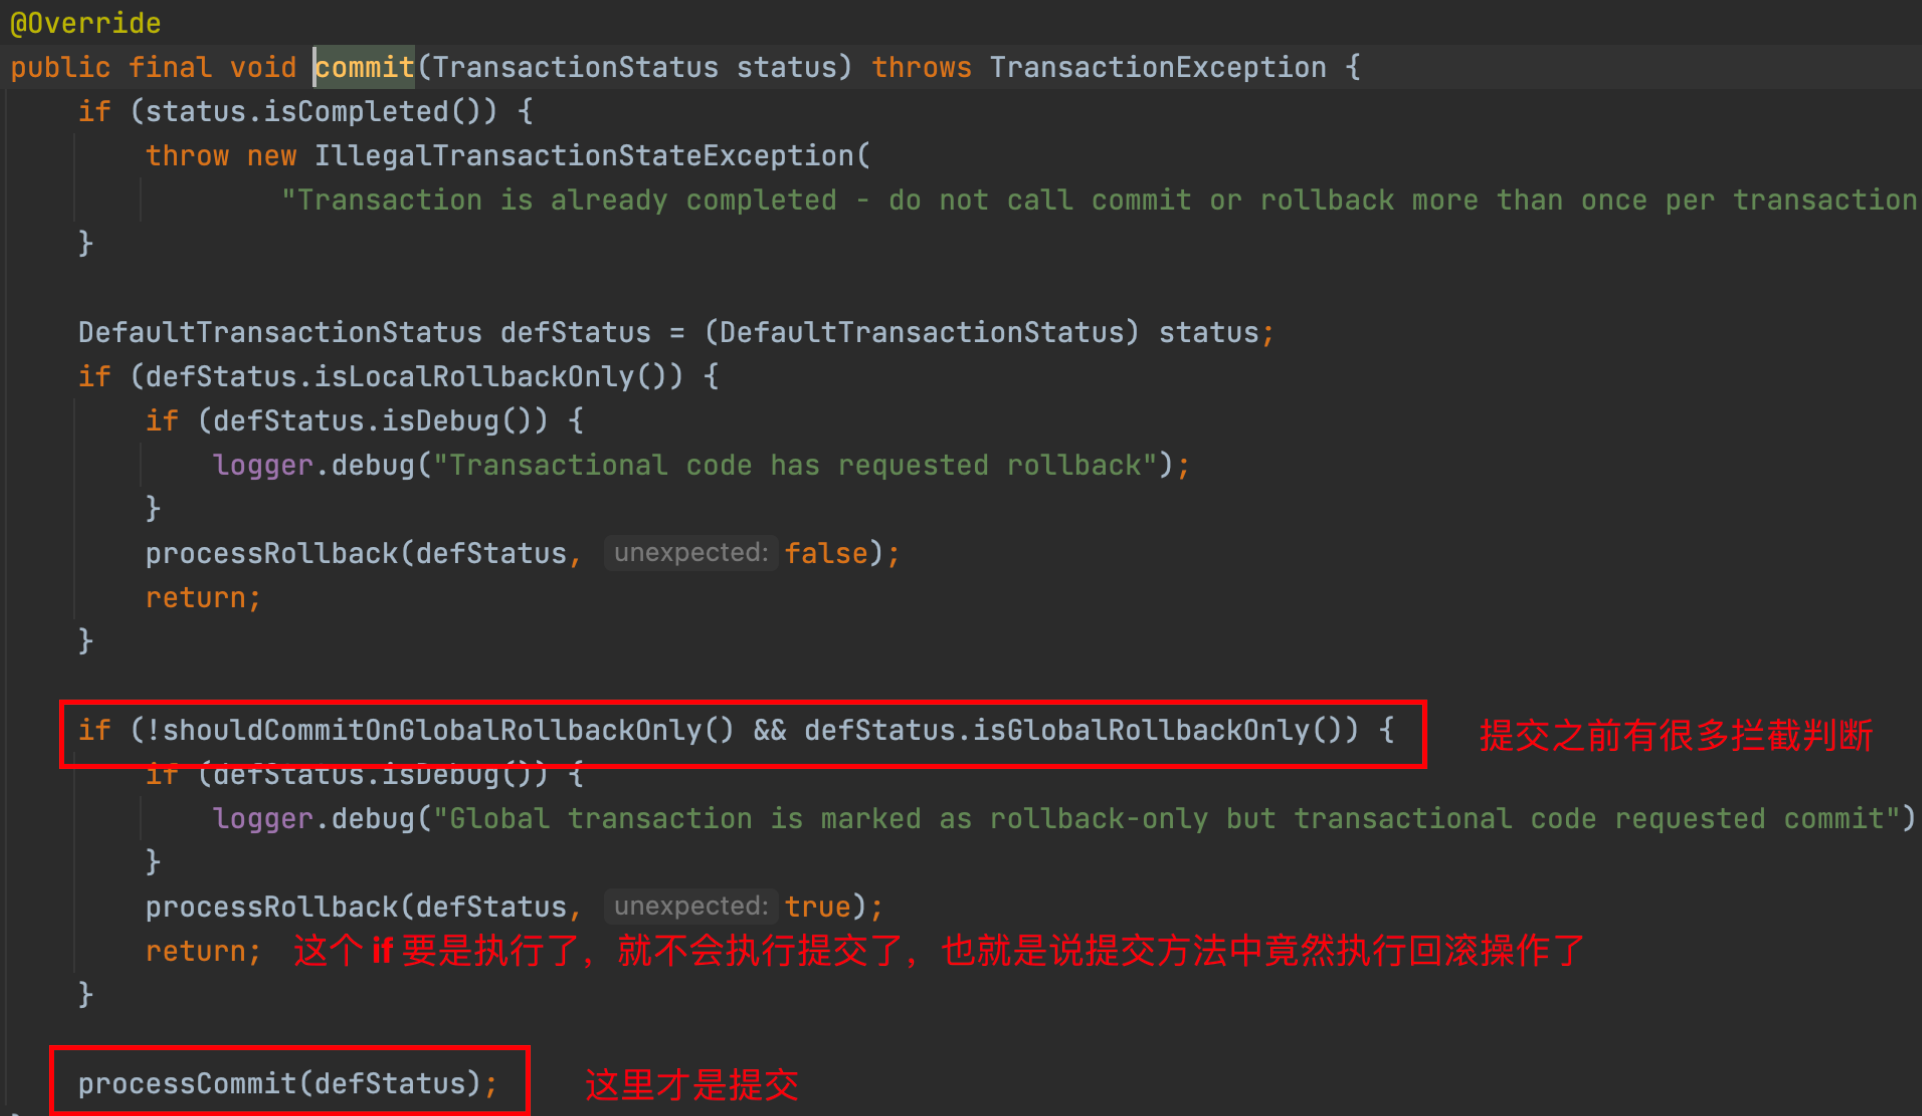 @Override
public final void commit(TransactionStatus status) throws TransactionException {
if (status.isCompleted()) {
throw new IllegalTransactionStateException(
"Transaction is already completed - do not call commit or rollback more than once per transaction
}
DefaultTransactionStatus defStatus = (DefaultTransactionStatus) status;
if (defStatus.isLocalRollbackOnly()) {
if (defStatus.isDebug()) {
logger.debug("Transactional code has requested rollback");
}
processRollback(defStatus, unexpected: false);
return;
}
if (!shouldCommitOnGlobalRollbackOnly() && defStatus.isGlobalRollbackOnly()) { 提交之前有很多拦截判断
if (defStatus.isDebug()) {
logger.debug("Global transaction is marked as rollback-only but transactional code requested commit")
}
processRollback(defStatus, unexpected: true);
return; 这个 if 要是执行了，就不会执行提交了，也就是说提交方法中竟然执行回滚操作了
}
processCommit(defStatus); 这里才是提交